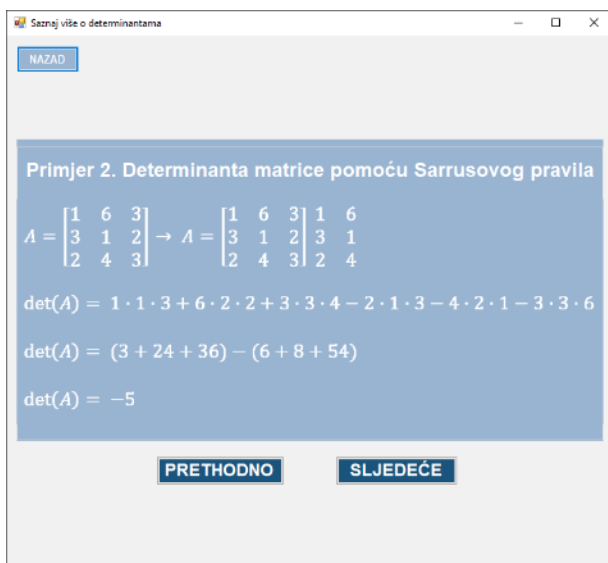 Saznaj više o determinantama
NAZAD
Primjer 2. Determinanta matrice pomoću Sarrusovog pravila
A = [1 6 3; 3 1 2; 2 4 3] → A = [1 6 3; 3 1 2; 2 4 3] 1 6; 3 1; 2 4
det(A) = 1 · 1 · 3 + 6 · 2 · 2 + 3 · 3 · 4 − 2 · 1 · 3 − 4 · 2 · 1 − 3 · 3 · 6
det(A) = (3 + 24 + 36) − (6 + 8 + 54)
det(A) = −5
PRETHODNO SLJEDEĆE